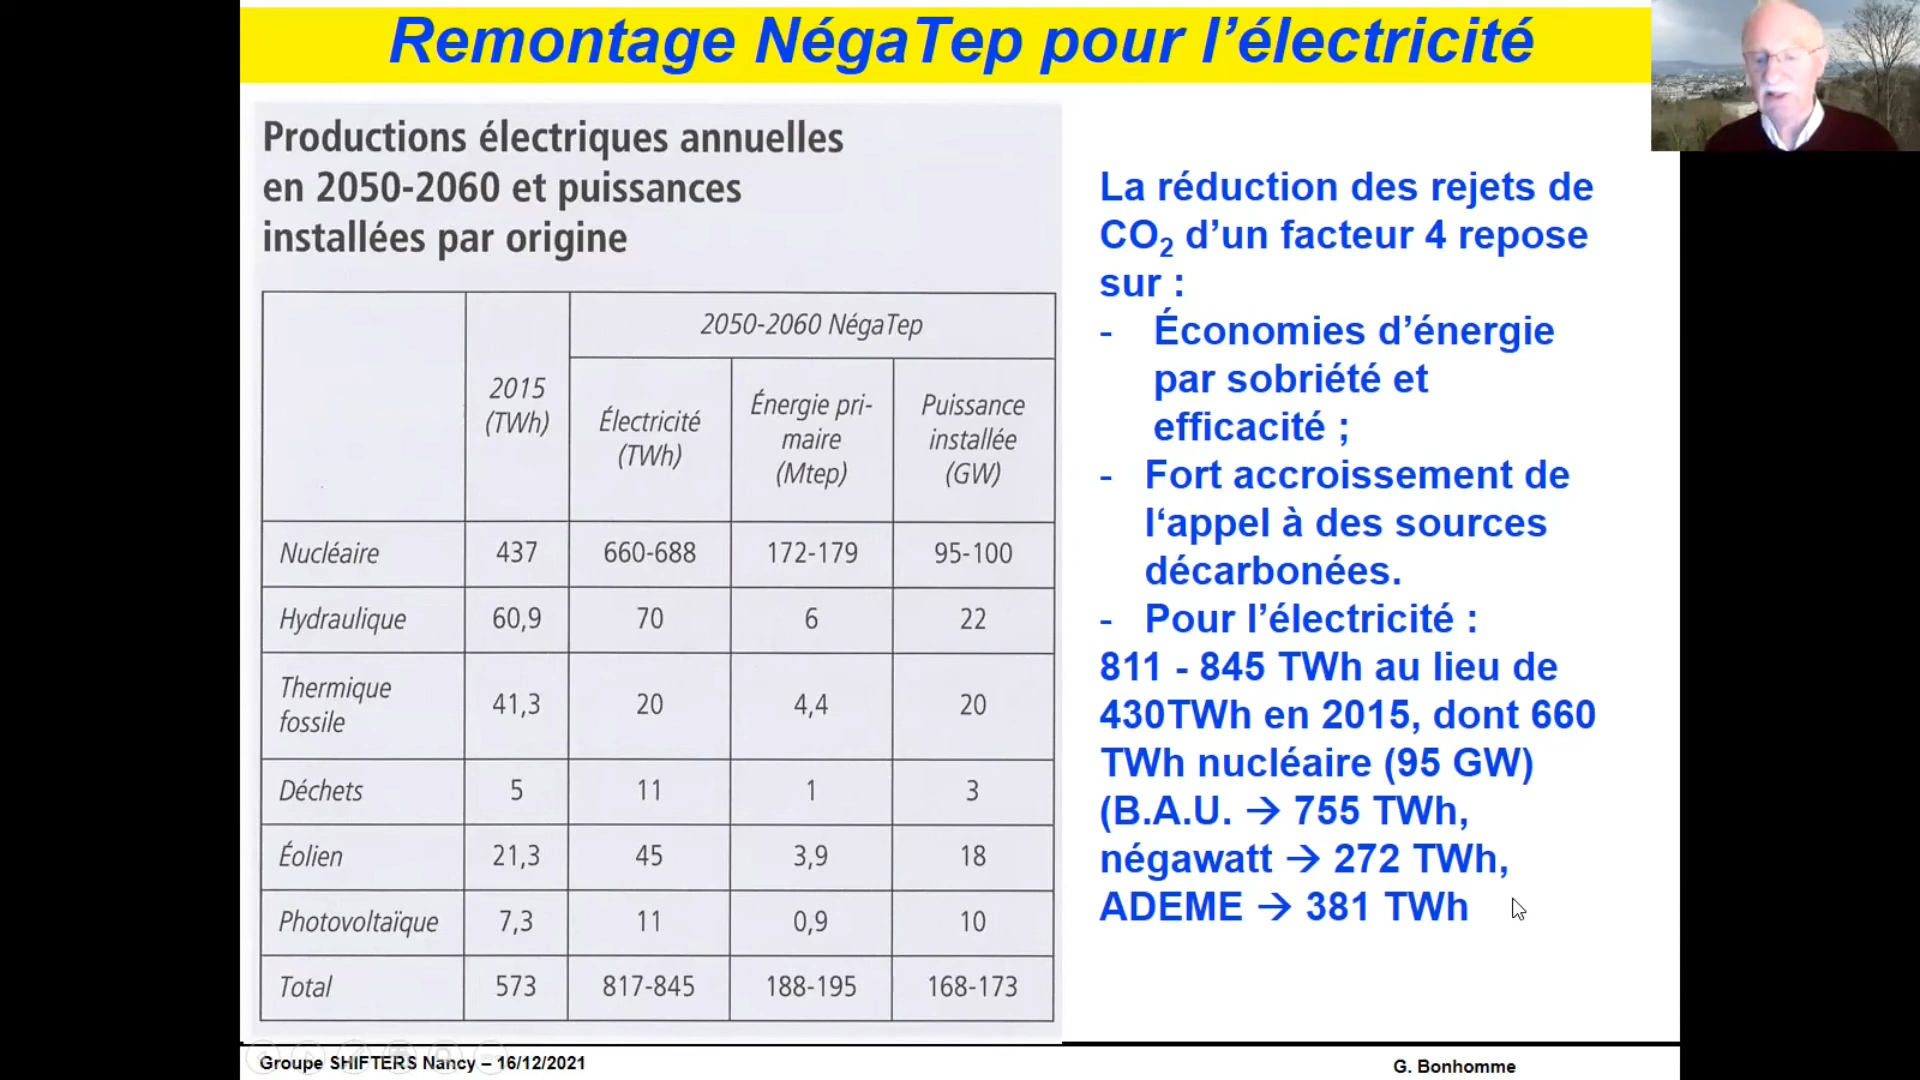 Remontage NégaTep pour l’électricité
Productions électriques annuelles
en 2050-2060 et puissances
installées par origine
2015
(TWh)
2050-2060 NégaTep
Électricité
(TWh)
Énergie pri-
maire
(Mtep)
Puissance
installée
(GW)
Nucléaire 437 660-688 172-179 95-100
Hydraulique 60,9 70 6 22
Thermique
fossile 41,3 20 4,4 20
Déchets 5 11 1 3
Éolien 21,3 45 3,9 18
Photovoltaïque 7,3 11 0,9 10
Total 573 817-845 188-195 168-173
La réduction des rejets de
CO₂ d’un facteur 4 repose
sur :
- Économies d’énergie
par sobriété et
efficacité ;
- Fort accroissement de
l‘appel à des sources
décarbonées.
- Pour l’électricité :
811 - 845 TWh au lieu de
430TWh en 2015, dont 660
TWh nucléaire (95 GW)
(B.A.U. → 755 TWh,
négawatt → 272 TWh,
ADEME → 381 TWh
Groupe SHIFTERS Nancy – 16/12/2021
G. Bonhomme